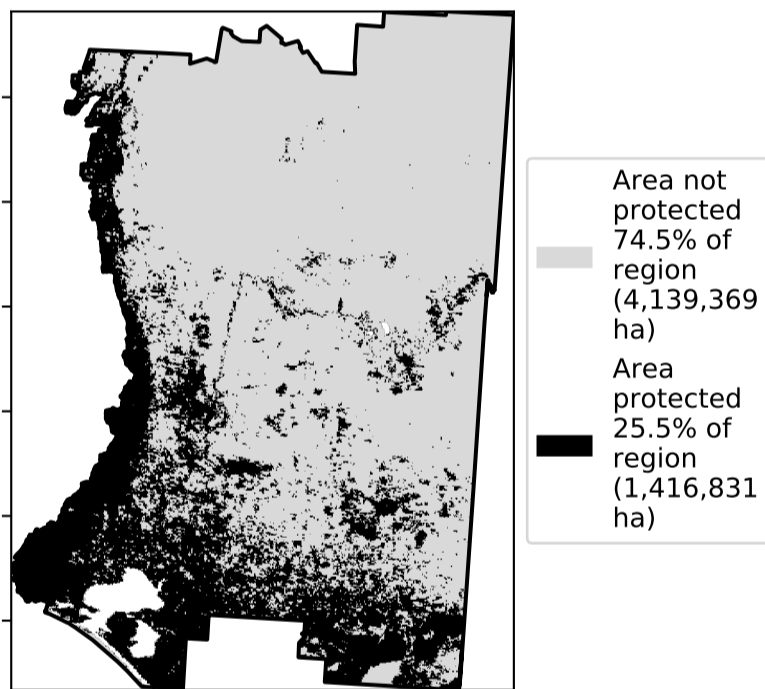 Area not
protected
74.5% of
region
(4,139,369
ha)
Area
protected
25.5% of
region
(1,416,831
ha)